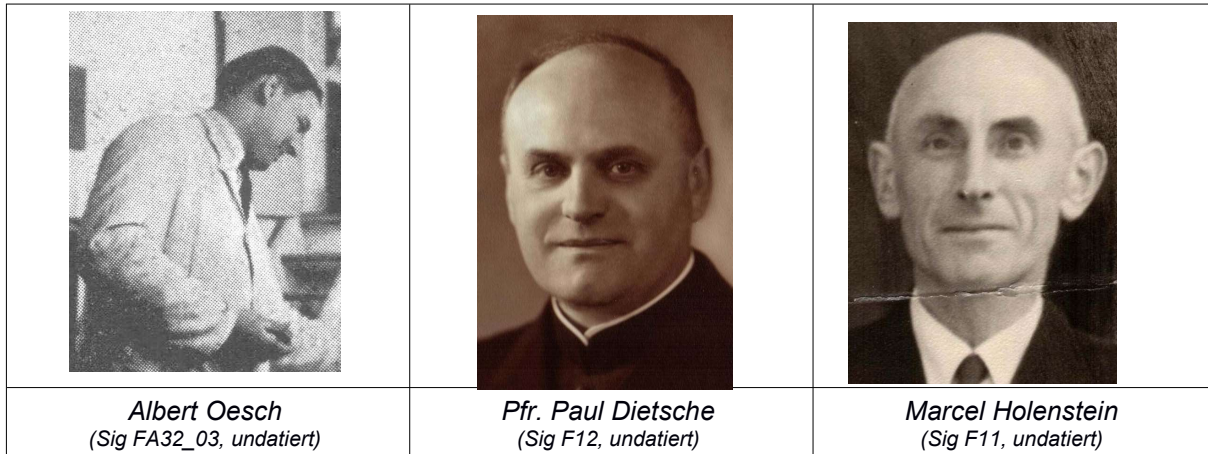 Albert Oesch
(Sig FA32_03, undatiert)
Pfr. Paul Dietsche
(Sig F12, undatiert)
Marcel Holenstein
(Sig F11, undatiert)